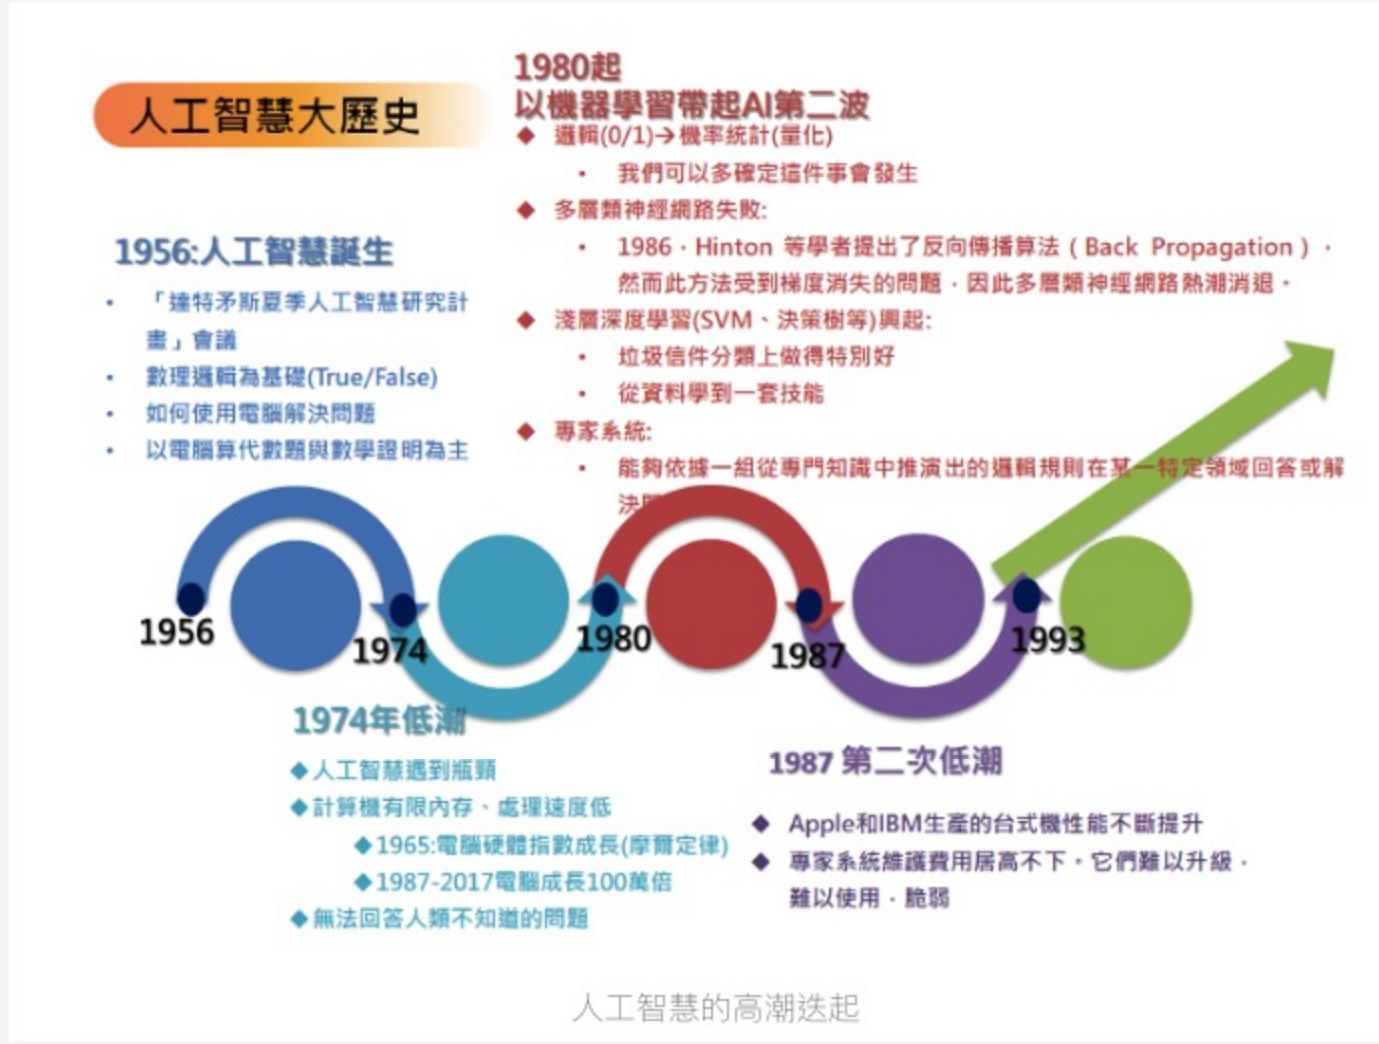 人工智慧大歷史
1980起
以機器學習帶起AI第二波
◆ 邏輯(0/1)→機率統計(量化)
• 我們可以多確定這件事會發生
◆ 多層類神經網路失敗:
• 1986，Hinton 等學者提出了反向傳播算法（Back Propagation），
然而此方法受到梯度消失的問題，因此多層類神經網路熱潮消退。
◆ 淺層深度學習(SVM、決策樹等)興起:
• 垃圾信件分類上做得特別好
• 從資料學到一套技能
◆ 專家系統:
• 能夠依據一組從專門知識中推演出的邏輯規則在某一特定領域回答或解
決
1956:人工智慧誕生
• 「達特矛斯夏季人工智慧研究計
畫」會議
• 數理邏輯為基礎(True/False)
• 如何使用電腦解決問題
• 以電腦算代數題與數學證明為主
1956
1974
1980
1987
1993
1974年低潮
◆人工智慧遇到瓶頸
◆計算機有限內存、處理速度低
◆1965:電腦硬體指數成長(摩爾定律)
◆1987-2017電腦成長100萬倍
◆無法回答人類不知道的問題
1987 第二次低潮
◆ Apple和IBM生產的台式機性能不斷提升
◆ 專家系統維護費用居高不下。它們難以升級，
難以使用，脆弱
人工智慧的高潮迭起